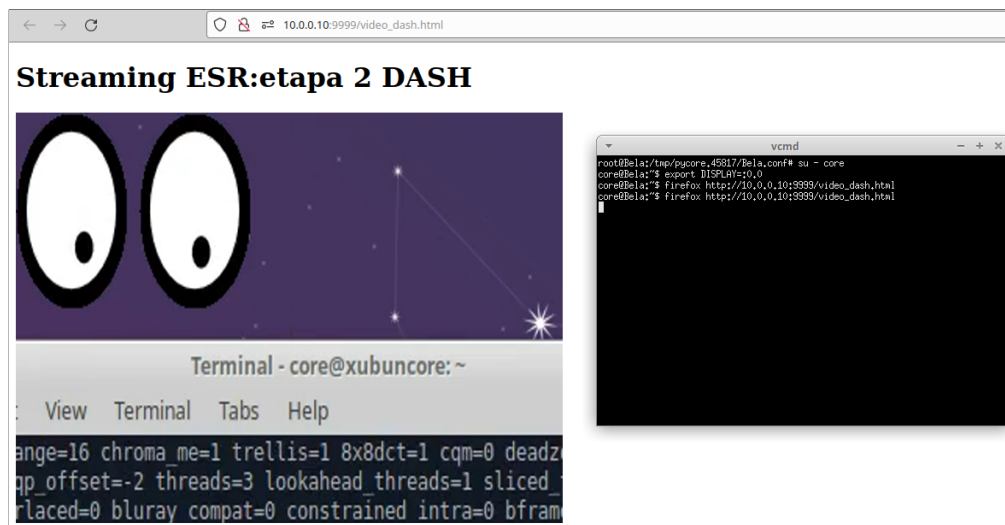 10.0.0.10:9999/video_dash.html
Streaming ESR:etapa 2 DASH
vcmd
root@Bela:/tmp/pycore.45817/Bela.conf# su - core
core@Bela:~$ export DISPLAY=:0.0
core@Bela:~$ firefox http://10.0.0.10:9999/video_dash.html
core@Bela:~$ firefox http://10.0.0.10:9999/video_dash.html
Terminal - core@xubuncore: ~
View Terminal Tabs Help
ange=16 chroma_me=1 trellis=1 8x8dct=1 cqm=0 deadz
qp_offset=-2 threads=3 lookahead_threads=1 sliced_
rlaced=0 bluray_compat=0 constrained_intra=0 bfram